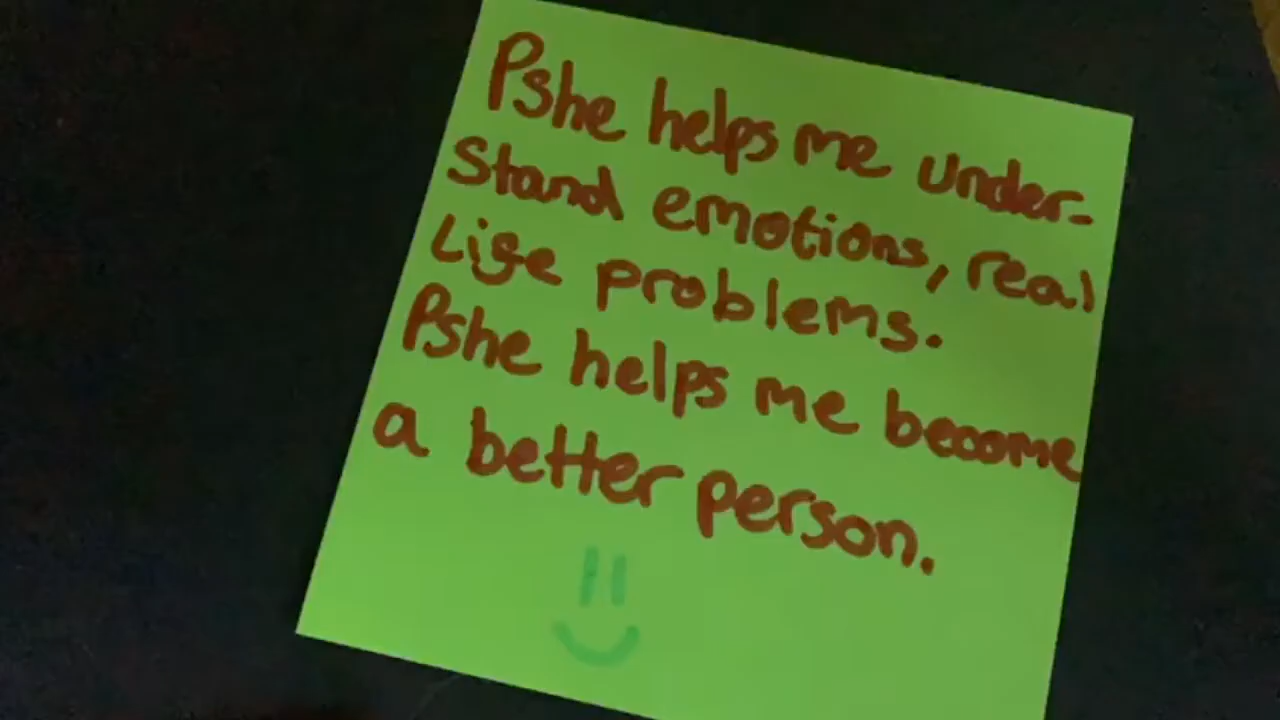 Pshe helps me under-
Stand emotions, real
Life problems.
Pshe helps me become
a better person.